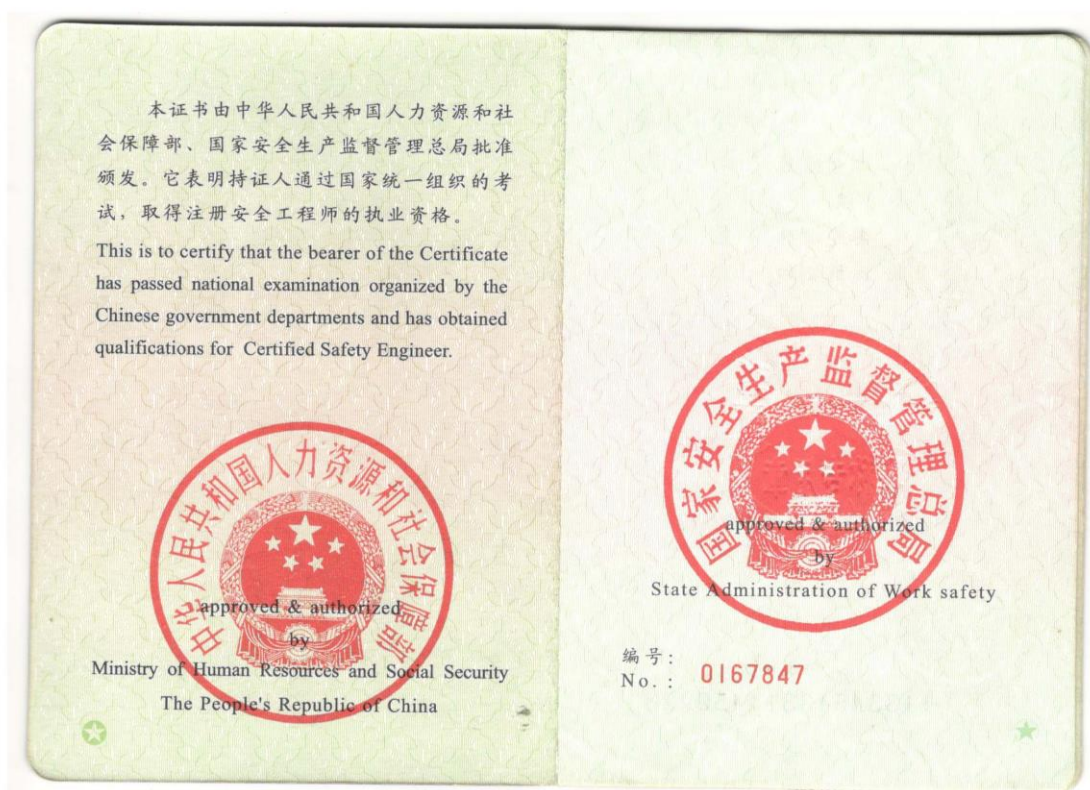 本证书由中华人民共和国人力资源和社
会保障部、国家安全生产监督管理总局批准
颁发。它表明持证人通过国家统一组织的考
试，取得注册安全工程师的执业资格。
This is to certify that the bearer of the Certificate
has passed national examination organized by the
Chinese government departments and has obtained
qualifications for Certified Safety Engineer.
中华人民共和国人力资源和社会保障部
approved & authorized
by
Ministry of Human Resources and Social Security
The People's Republic of China
国家安全生产监督管理总局
approved & authorized
by
State Administration of Work safety
编号:
No.: 0167847